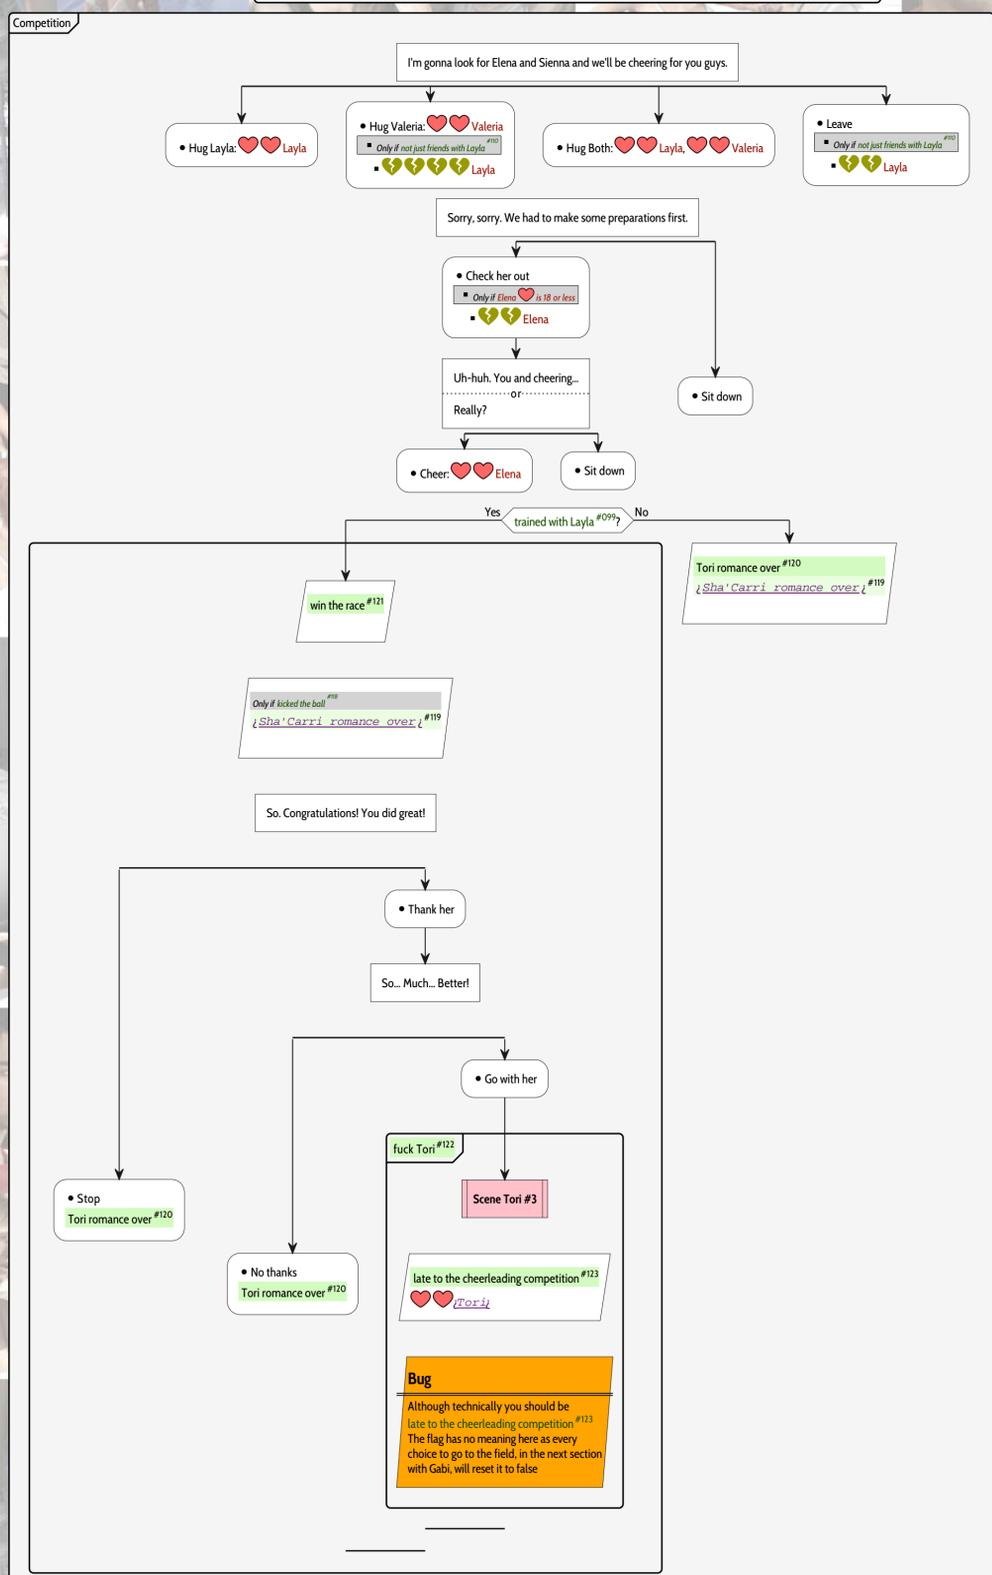 Competition
I'm gonna look for Elena and Sienna and we'll be cheering for you guys.
• Hug Layla: Layla
• Hug Valeria: Valeria
▪ Only if not just friends with Layla #110
▪ Layla
• Hug Both: Layla, Valeria
• Leave
▪ Only if not just friends with Layla #110
▪ Layla
Sorry, sorry. We had to make some preparations first.
• Check her out
▪ Only if Elena is 18 or less
▪ Elena
Uh-huh. You and cheering...
or
Really?
• Sit down
• Cheer: Elena
• Sit down
Yes
trained with Layla #099?
No
Tori romance over #120
¿Sha'Carri romance over¿ #119
win the race #121
Only if kicked the ball #118
¿Sha'Carri romance over¿ #119
So. Congratulations! You did great!
• Thank her
So... Much... Better!
• Go with her
fuck Tori #122
Scene Tori #3
• Stop
Tori romance over #120
• No thanks
Tori romance over #120
late to the cheerleading competition #123
¿Tori¿
Bug
Although technically you should be
late to the cheerleading competition #123
The flag has no meaning here as every
choice to go to the field, in the next section
with Gabi, will reset it to false